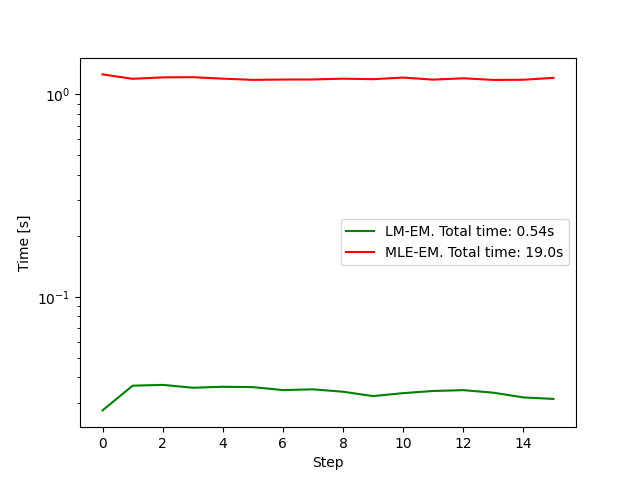 10⁰
10⁻¹
Time [s]
LM-EM. Total time: 0.54s
MLE-EM. Total time: 19.0s
0 2 4 6 8 10 12 14
Step